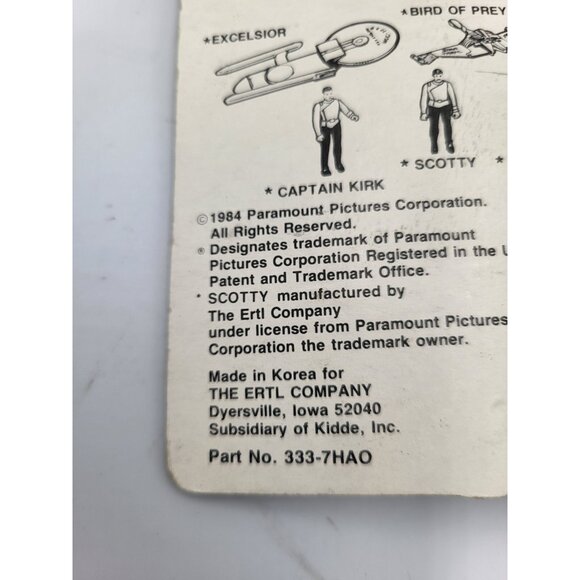 *EXCELSIOR
*BIRD OF PREY
* CAPTAIN KIRK
* SCOTTY
*
©1984 Paramount Pictures Corporation.
All Rights Reserved.
® Designates trademark of Paramount
Pictures Corporation Registered in the U
Patent and Trademark Office.
* SCOTTY manufactured by
The Ertl Company
under license from Paramount Pictures
Corporation the trademark owner.
Made in Korea for
THE ERTL COMPANY
Dyersville, Iowa 52040
Subsidiary of Kidde, Inc.
Part No. 333-7HAO